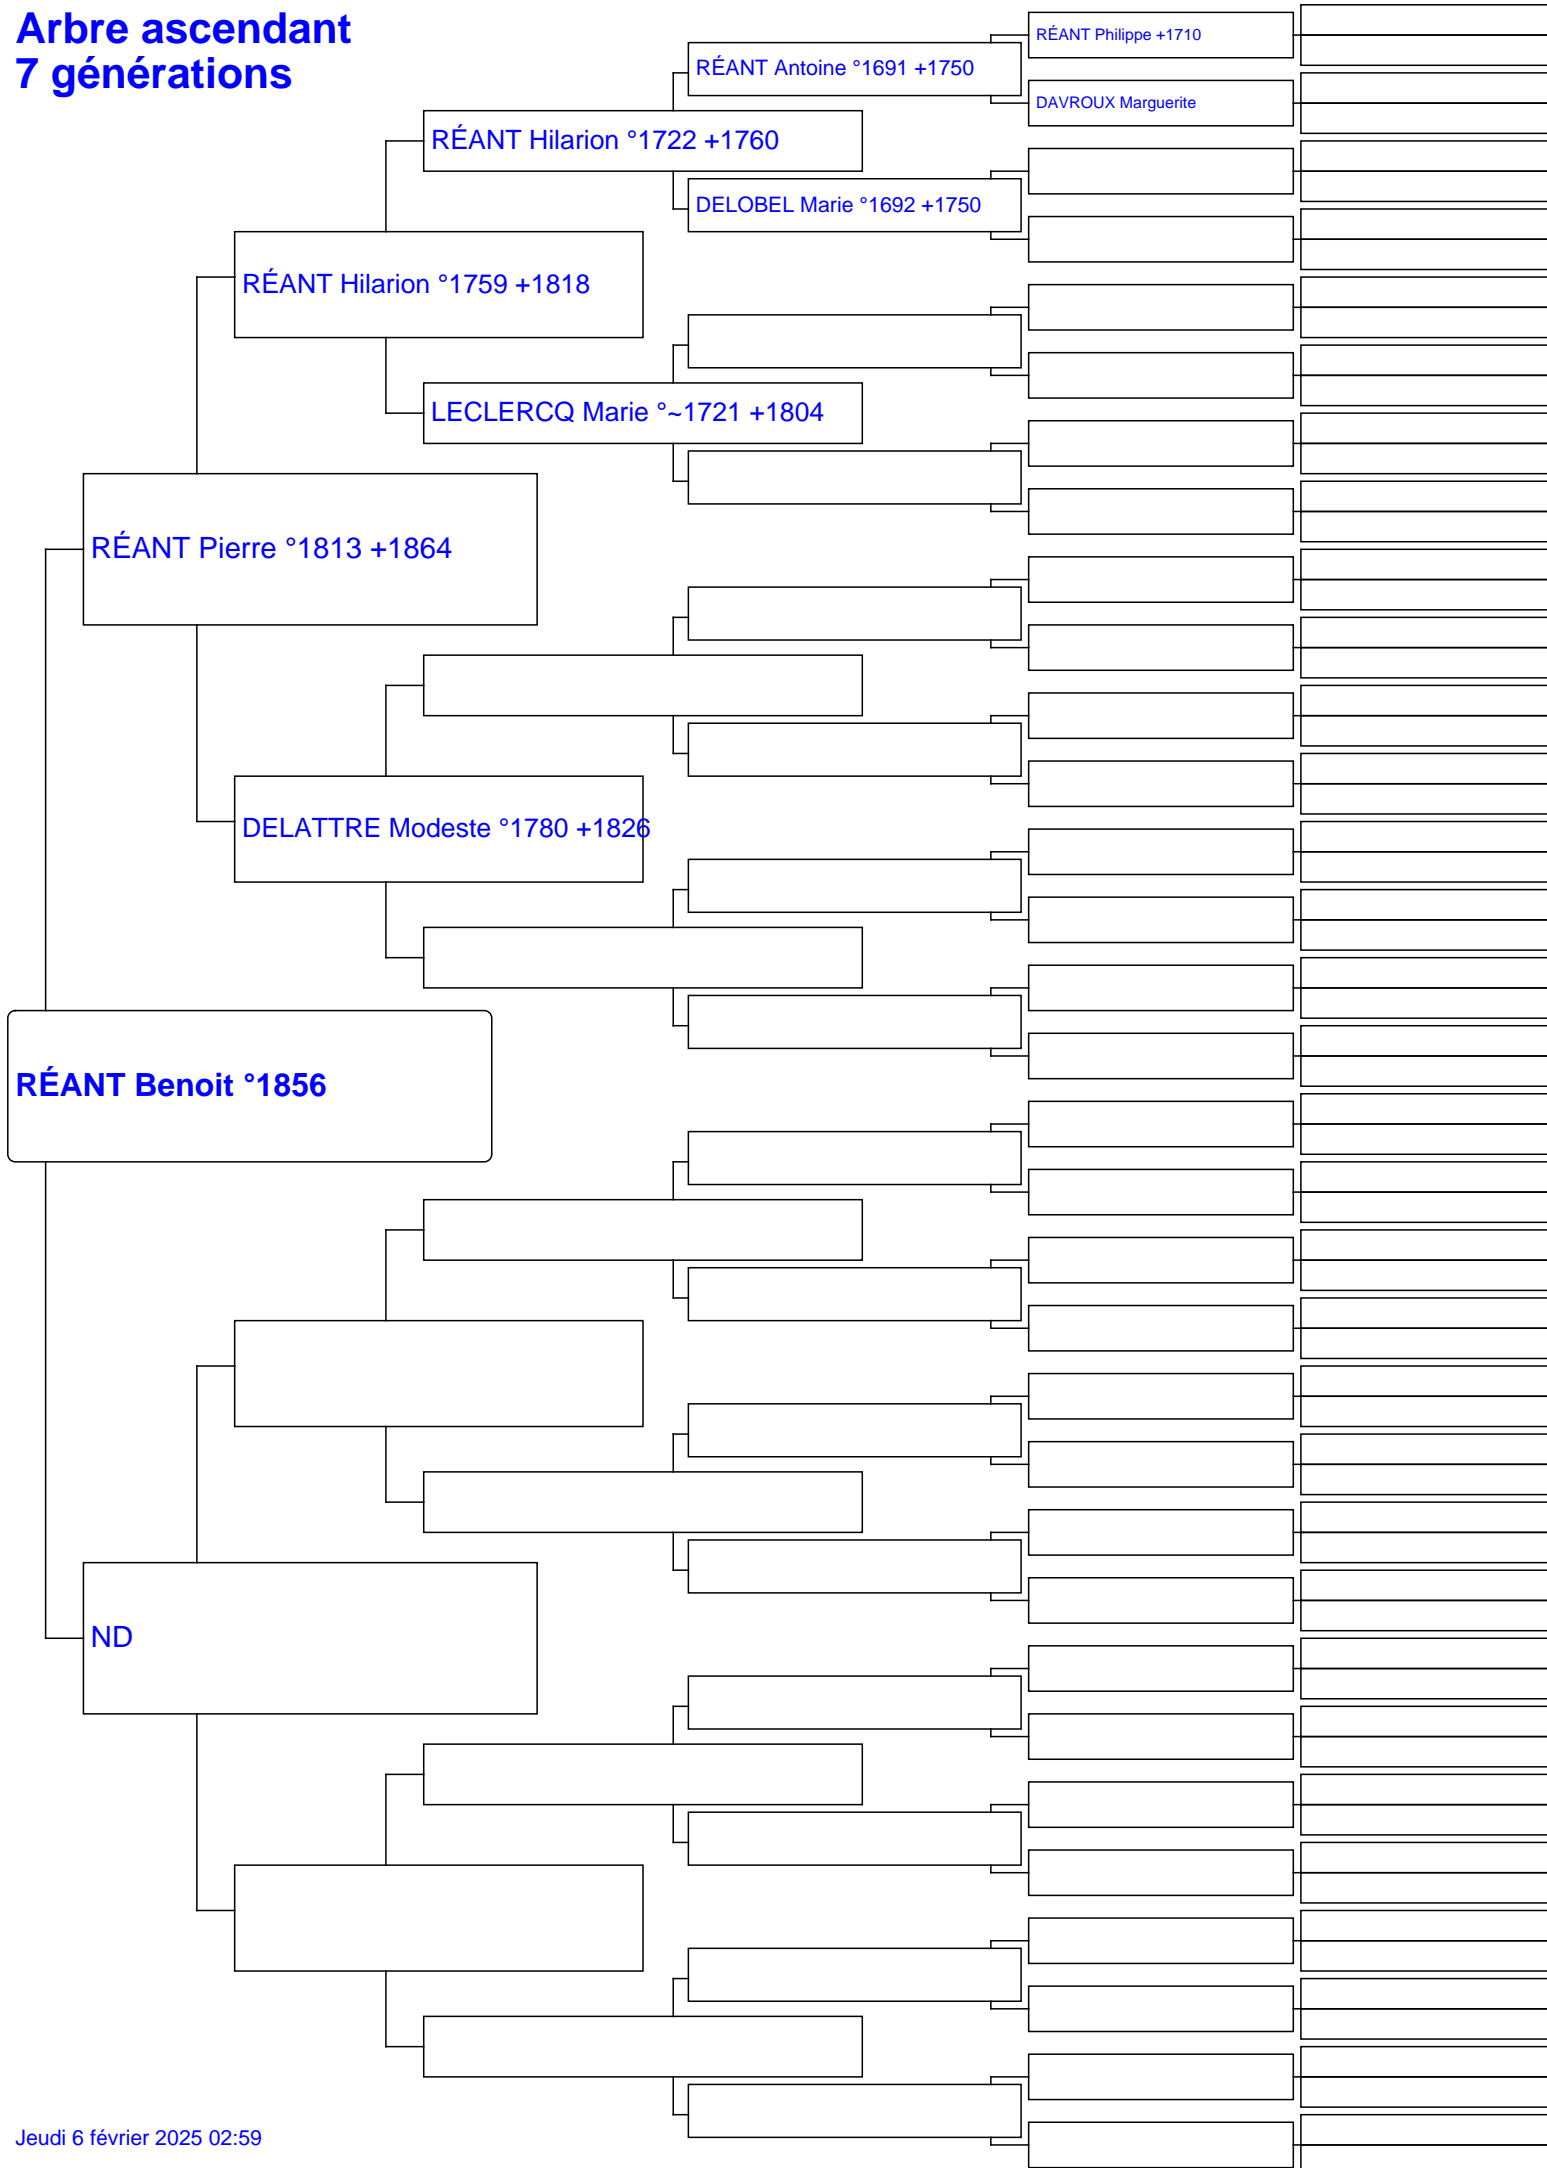 Arbre ascendant
7 générations
RÉANT Philippe +1710
RÉANT Antoine °1691 +1750
DAVROUX Marguerite
RÉANT Hilarion °1722 +1760
DELOBEL Marie °1692 +1750
RÉANT Hilarion °1759 +1818
LECLERCQ Marie °~1721 +1804
RÉANT Pierre °1813 +1864
DELATTRE Modeste °1780 +1826
RÉANT Benoit °1856
ND
Jeudi 6 février 2025 02:59